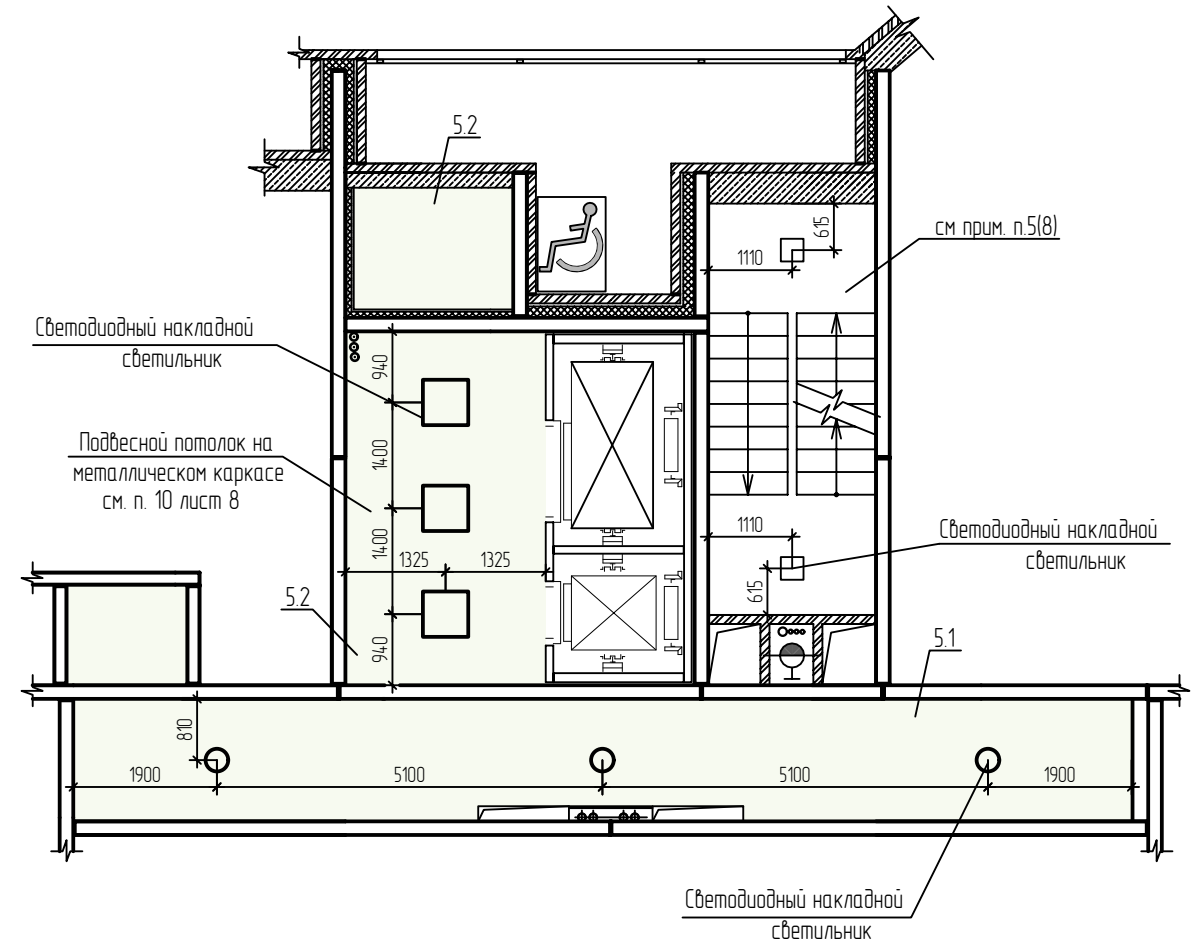 5.2
615
1110
см прим. п.5(8)
Светодиодный накладной
светильник
940
Подвесной потолок на
металлическом каркасе
см. п. 10 лист 8
1400
1400
1325
1325
1110
Светодиодный накладной
светильник
615
5.2
940
5.1
810
1900
5100
5100
1900
Светодиодный накладной
светильник